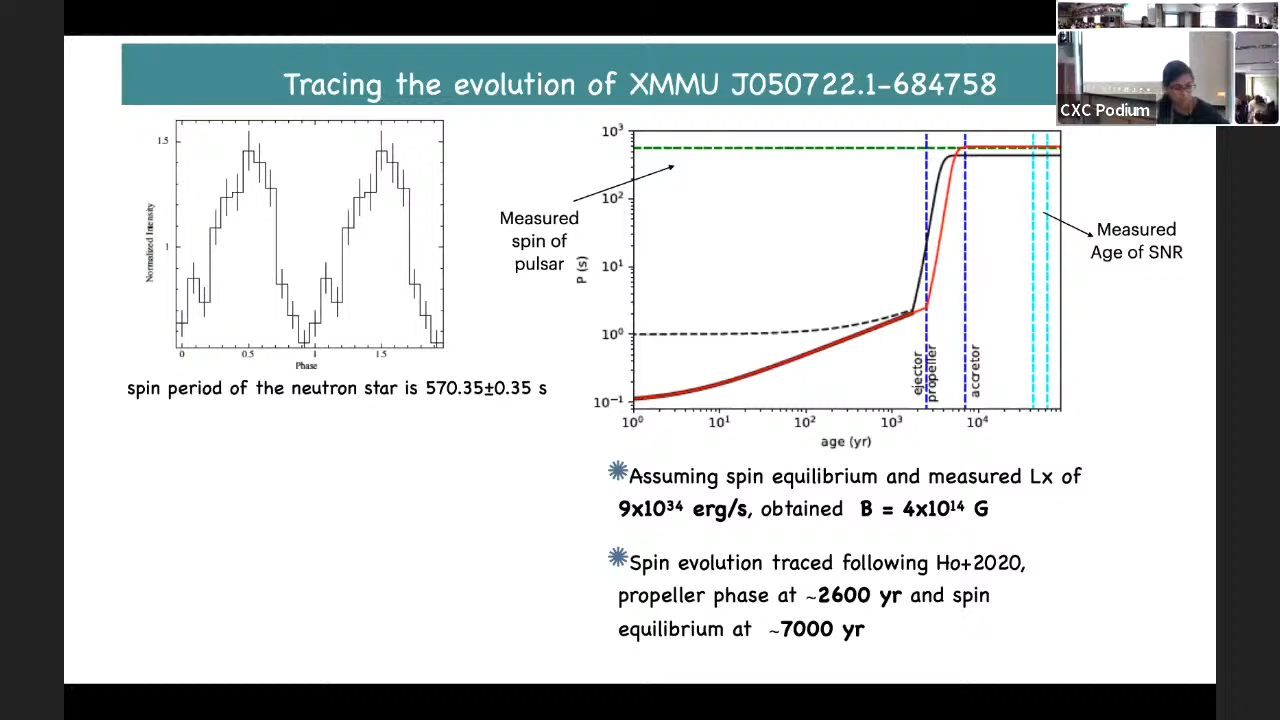 Tracing the evolution of XMMU J050722.1-684758
CXC Podium
1.5
1
Normalized Intensity
0
0.5
1
1.5
Phase
spin period of the neutron star is 570.35±0.35 s
Measured
spin of
pulsar
10³
10²
10¹
10⁰
10⁻¹
P (s)
ejector
propeller
accretor
10⁰
10¹
10²
10³
10⁴
age (yr)
Measured
Age of SNR
Assuming spin equilibrium and measured Lx of
9x10³⁴ erg/s, obtained B = 4x10¹⁴ G
Spin evolution traced following Ho+2020,
propeller phase at ~2600 yr and spin
equilibrium at ~7000 yr